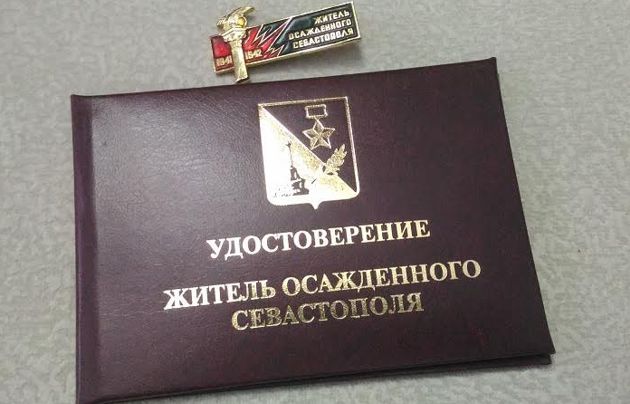 ЖИТЕЛЬ
ОСАЖДЕННОГО
СЕВАСТОПОЛЯ
1941 1942
УДОСТОВЕРЕНИЕ
ЖИТЕЛЬ ОСАЖДЕННОГО
СЕВАСТОПОЛЯ